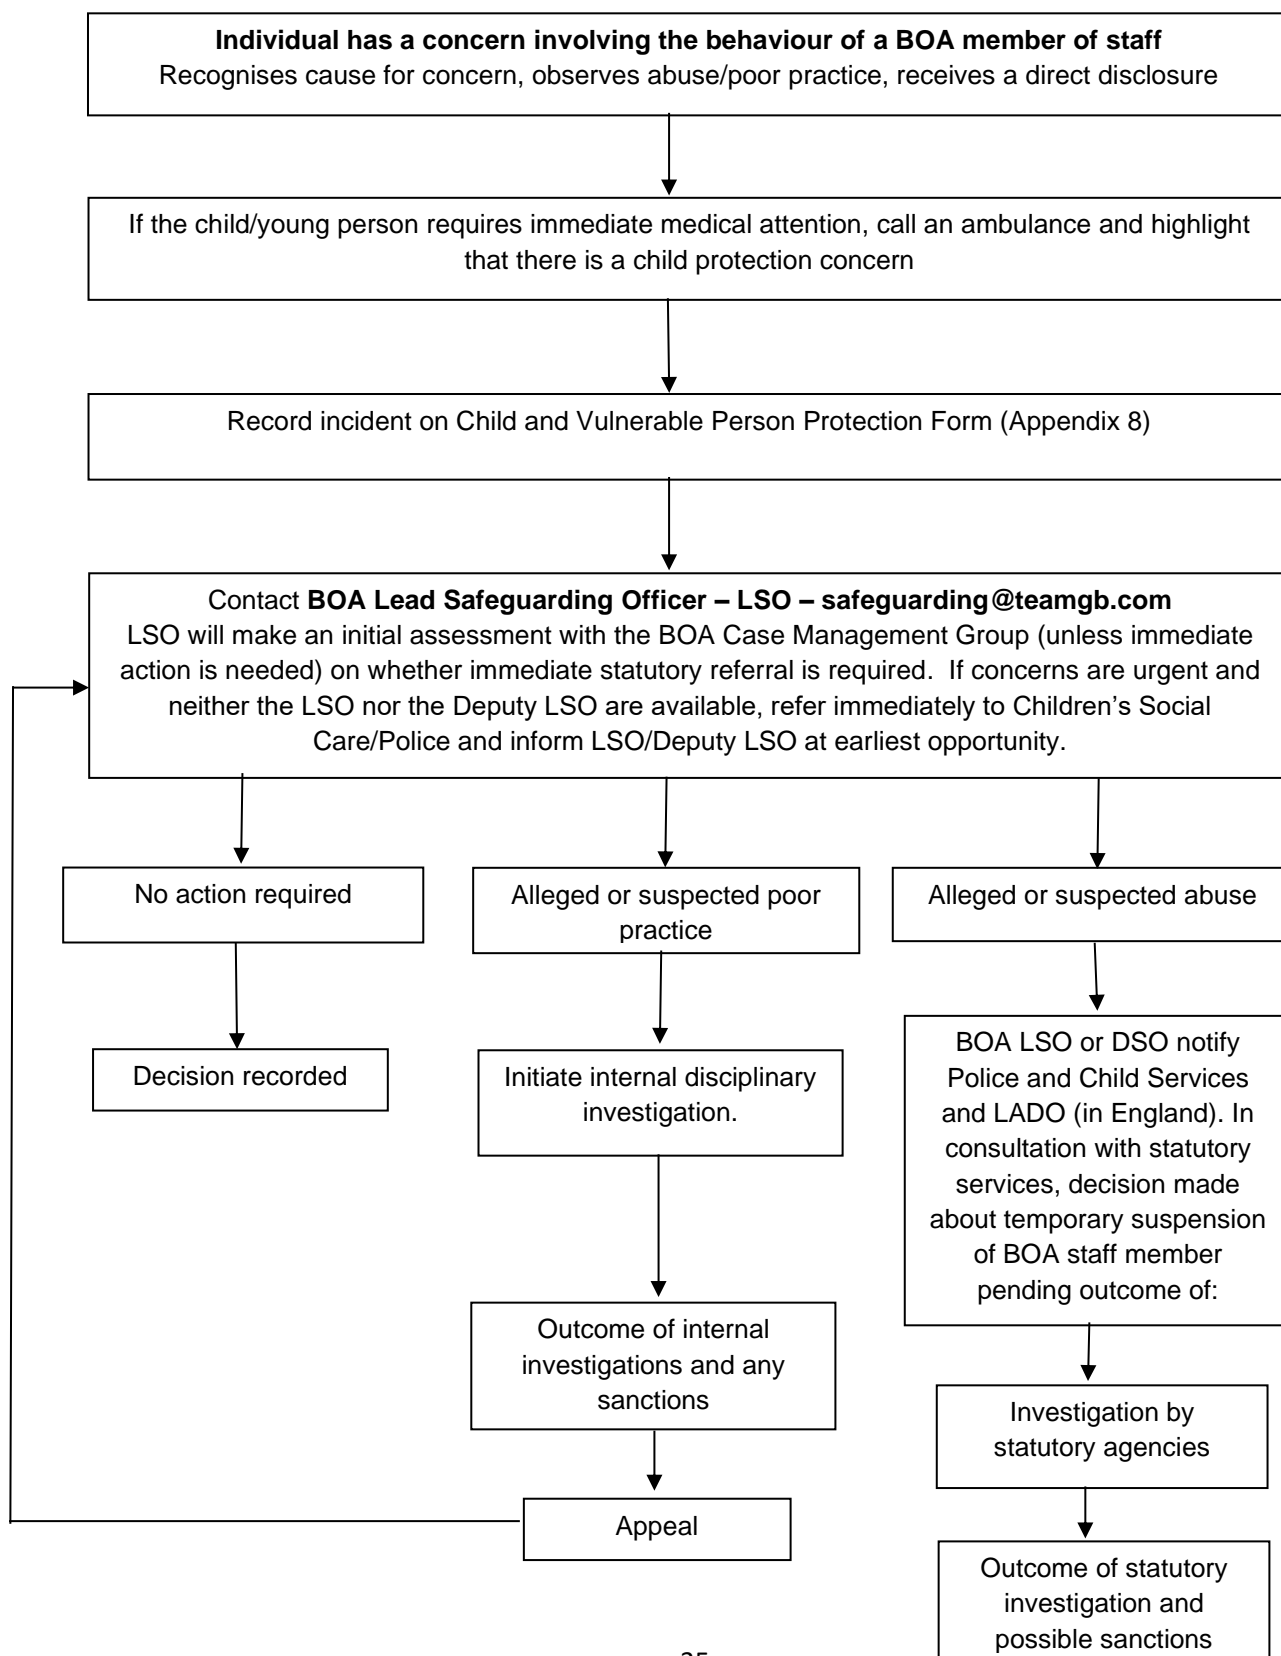 Individual has a concern involving the behaviour of a BOA member of staff
Recognises cause for concern, observes abuse/poor practice, receives a direct disclosure
If the child/young person requires immediate medical attention, call an ambulance and highlight
that there is a child protection concern
Record incident on Child and Vulnerable Person Protection Form (Appendix 8)
Contact BOA Lead Safeguarding Officer – LSO – safeguarding@teamgb.com
LSO will make an initial assessment with the BOA Case Management Group (unless immediate
action is needed) on whether immediate statutory referral is required.  If concerns are urgent and
neither the LSO nor the Deputy LSO are available, refer immediately to Children's Social
Care/Police and inform LSO/Deputy LSO at earliest opportunity.
No action required
Decision recorded
Alleged or suspected poor
practice
Initiate internal disciplinary
investigation.
Outcome of internal
investigations and any
sanctions
Appeal
Alleged or suspected abuse
BOA LSO or DSO notify
Police and Child Services
and LADO (in England). In
consultation with statutory
services, decision made
about temporary suspension
of BOA staff member
pending outcome of:
Investigation by
statutory agencies
Outcome of statutory
investigation and
possible sanctions